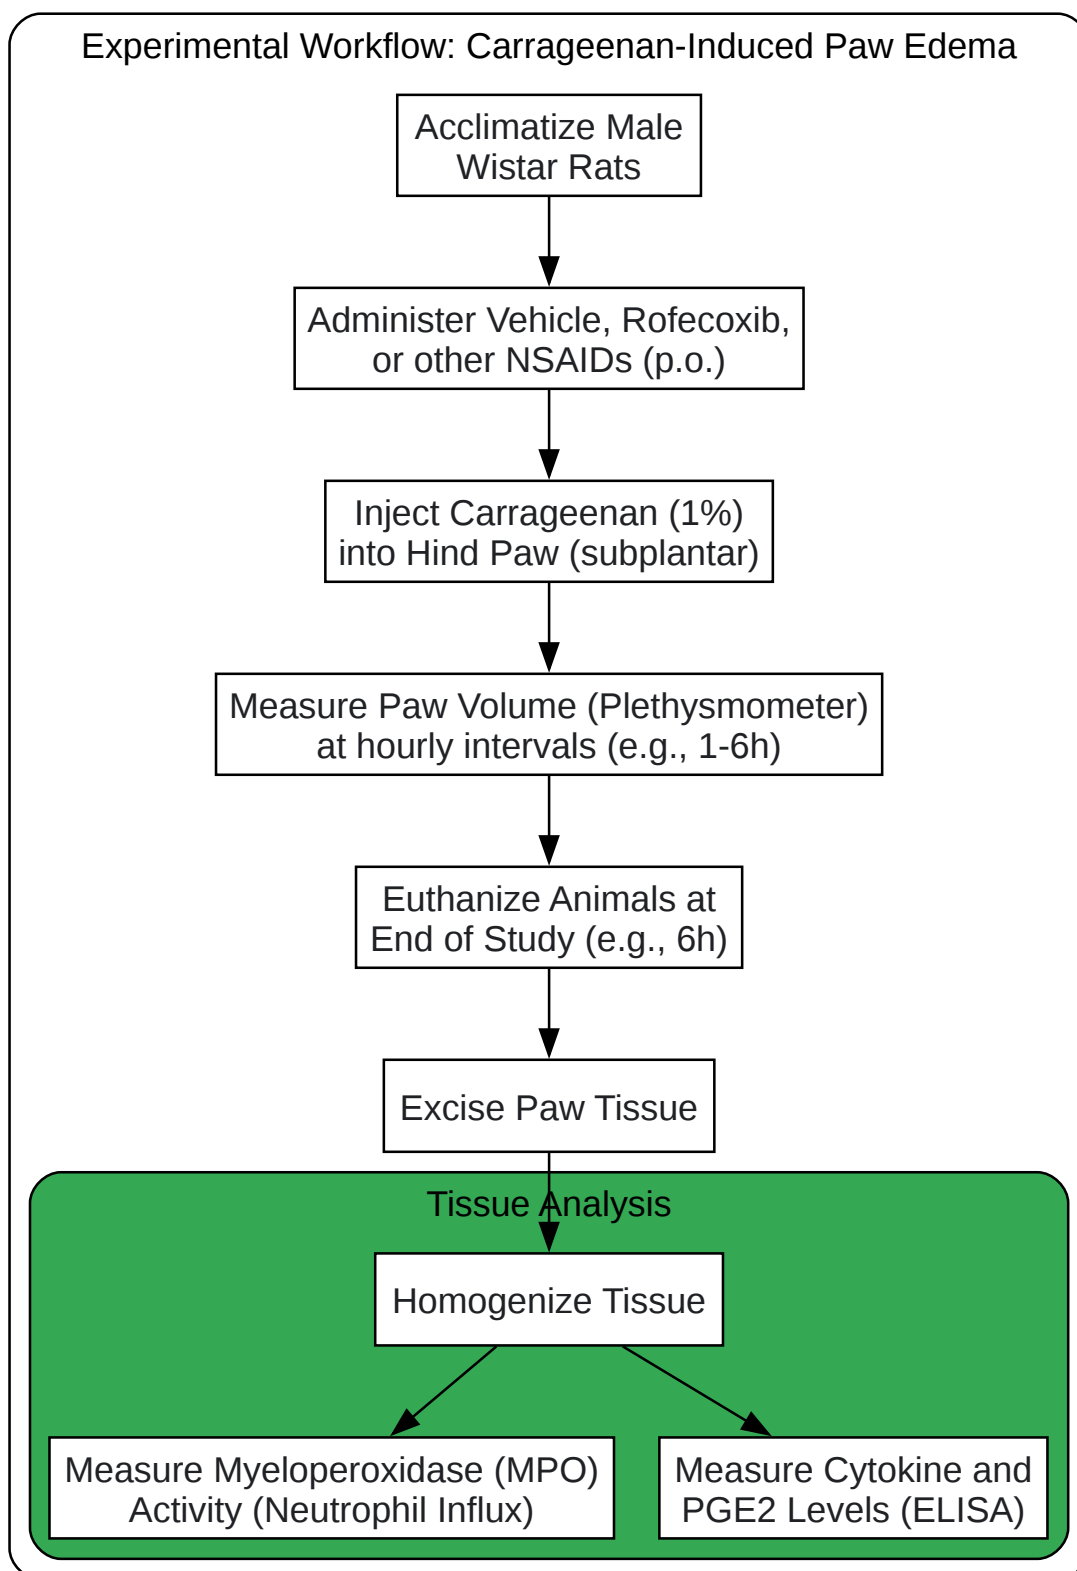 Experimental Workflow: Carrageenan-Induced Paw Edema
Acclimatize Male
Wistar Rats
Administer Vehicle, Rofecoxib,
or other NSAIDs (p.o.)
Inject Carrageenan (1%)
into Hind Paw (subplantar)
Measure Paw Volume (Plethysmometer)
at hourly intervals (e.g., 1-6h)
Euthanize Animals at
End of Study (e.g., 6h)
Excise Paw Tissue
Tissue Analysis
Homogenize Tissue
Measure Myeloperoxidase (MPO)
Activity (Neutrophil Influx)
Measure Cytokine and
PGE2 Levels (ELISA)